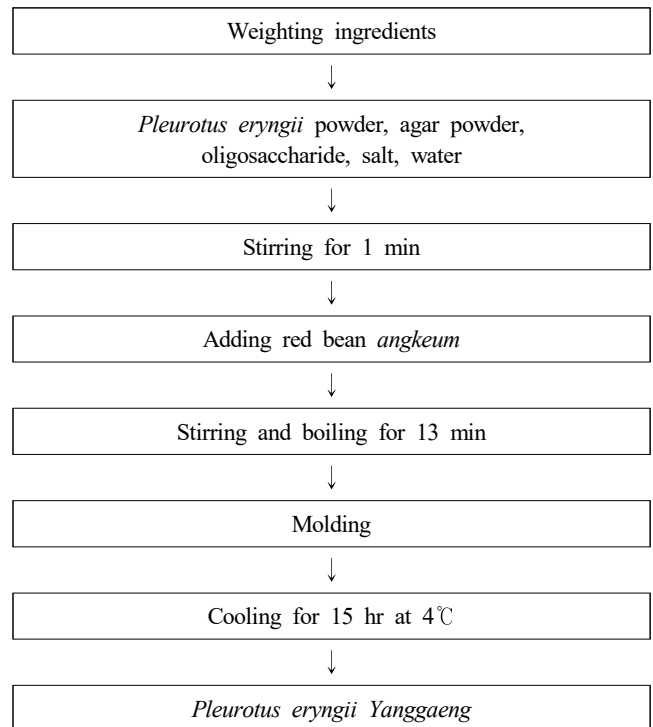 Weighting ingredients
↓
Pleurotus eryngii powder, agar powder,
oligosaccharide, salt, water
↓
Stirring for 1 min
↓
Adding red bean angkeum
↓
Stirring and boiling for 13 min
↓
Molding
↓
Cooling for 15 hr at 4℃
↓
Pleurotus eryngii Yanggaeng